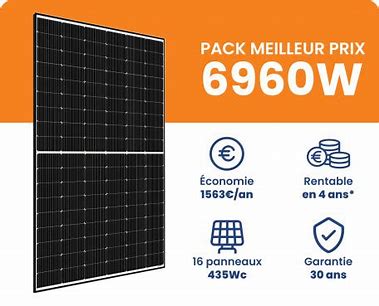 PACK MEILLEUR PRIX
6960W
Économie
1563€/an
Rentable
en 4 ans*
16 panneaux
435Wc
Garantie
30 ans